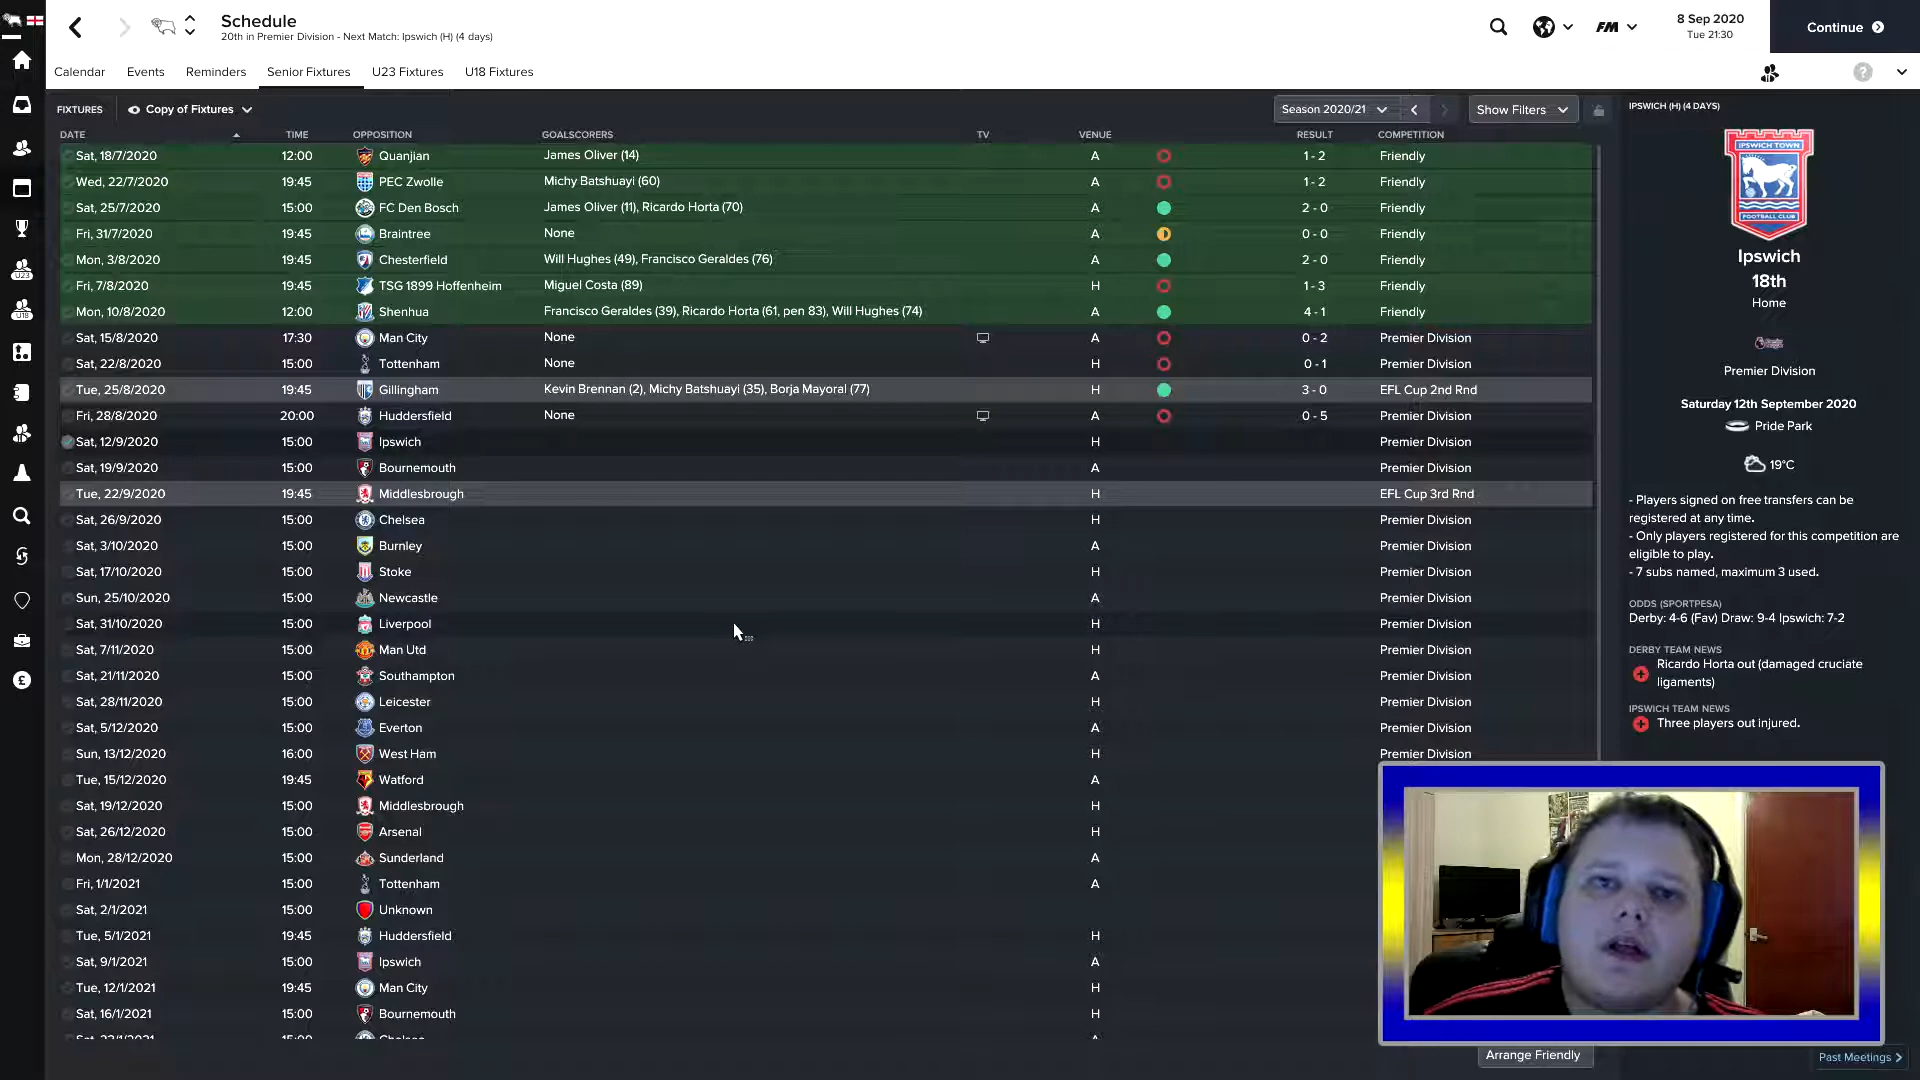 Schedule
20th in Premier Division - Next Match: Ipswich (H) (4 days)
FM
8 Sep 2020
Tue 21:30
Continue
Calendar Events Reminders Senior Fixtures U23 Fixtures U18 Fixtures
FIXTURES Copy of Fixtures Season 2020/21 Show Filters
DATE TIME OPPOSITION GOALSCORERS TV VENUE RESULT COMPETITION
Sat, 18/7/2020 12:00 Quanjian James Oliver (14) A 1 - 2 Friendly
Wed, 22/7/2020 19:45 PEC Zwolle Michy Batshuayi (60) A 1 - 2 Friendly
Sat, 25/7/2020 15:00 FC Den Bosch James Oliver (11), Ricardo Horta (70) A 2 - 0 Friendly
Fri, 31/7/2020 19:45 Braintree None A 0 - 0 Friendly
Mon, 3/8/2020 19:45 Chesterfield Will Hughes (49), Francisco Geraldes (76) A 2 - 0 Friendly
Fri, 7/8/2020 19:45 TSG 1899 Hoffenheim Miguel Costa (89) H 1 - 3 Friendly
Mon, 10/8/2020 12:00 Shenhua Francisco Geraldes (39), Ricardo Horta (61, pen 83), Will Hughes (74) A 4 - 1 Friendly
Sat, 15/8/2020 17:30 Man City None A 0 - 2 Premier Division
Sat, 22/8/2020 15:00 Tottenham None H 0 - 1 Premier Division
Tue, 25/8/2020 19:45 Gillingham Kevin Brennan (2), Michy Batshuayi (35), Borja Mayoral (77) H 3 - 0 EFL Cup 2nd Rnd
Fri, 28/8/2020 20:00 Huddersfield None A 0 - 5 Premier Division
Sat, 12/9/2020 15:00 Ipswich H Premier Division
Sat, 19/9/2020 15:00 Bournemouth A Premier Division
Tue, 22/9/2020 19:45 Middlesbrough H EFL Cup 3rd Rnd
Sat, 26/9/2020 15:00 Chelsea H Premier Division
Sat, 3/10/2020 15:00 Burnley A Premier Division
Sat, 17/10/2020 15:00 Stoke H Premier Division
Sun, 25/10/2020 15:00 Newcastle A Premier Division
Sat, 31/10/2020 15:00 Liverpool H Premier Division
Sat, 7/11/2020 15:00 Man Utd H Premier Division
Sat, 21/11/2020 15:00 Southampton A Premier Division
Sat, 28/11/2020 15:00 Leicester H Premier Division
Sat, 5/12/2020 15:00 Everton A Premier Division
Sun, 13/12/2020 16:00 West Ham H Premier Division
Tue, 15/12/2020 19:45 Watford A
Sat, 19/12/2020 15:00 Middlesbrough H
Sat, 26/12/2020 15:00 Arsenal H
Mon, 28/12/2020 15:00 Sunderland A
Fri, 1/1/2021 15:00 Tottenham A
Sat, 2/1/2021 15:00 Unknown
Tue, 5/1/2021 19:45 Huddersfield H
Sat, 9/1/2021 15:00 Ipswich A
Tue, 12/1/2021 19:45 Man City H
Sat, 16/1/2021 15:00 Bournemouth H
IPSWICH (H) (4 DAYS)
IPSWICH TOWN
FOOTBALL CLUB
Ipswich
18th
Home
Premier Division
Saturday 12th September 2020
Pride Park
19°C
- Players signed on free transfers can be
registered at any time.
- Only players registered for this competition are
eligible to play.
- 7 subs named, maximum 3 used.
ODDS (SPORTPESA)
Derby: 4-6 (Fav) Draw: 9-4 Ipswich: 7-2
DERBY TEAM NEWS
Ricardo Horta out (damaged cruciate
ligaments)
IPSWICH TEAM NEWS
Three players out injured.
Arrange Friendly
Past Meetings
U23
U18